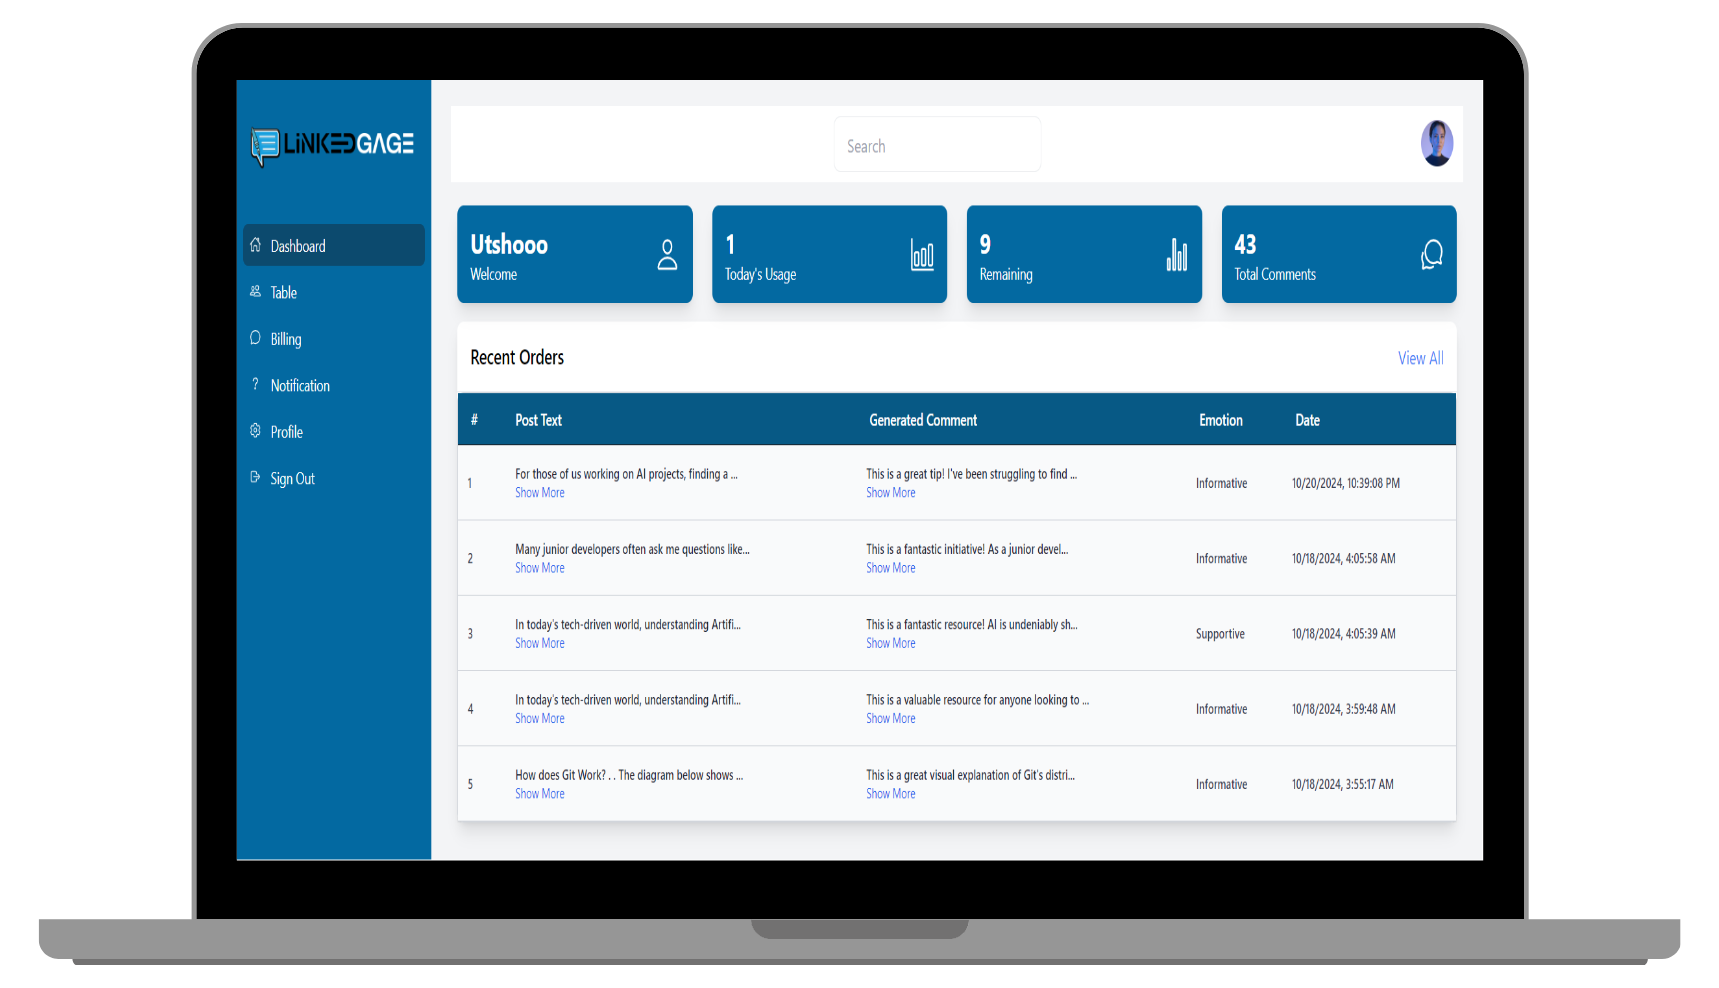 LiNKEDGAGE
Search
Dashboard
Table
Billing
Notification
Profile
Sign Out
Utshooo
Welcome
1
Today's Usage
9
Remaining
43
Total Comments
Recent Orders
View All
# Post Text Generated Comment Emotion Date
1 For those of us working on AI projects, finding a ... This is a great tip! I've been struggling to find ... Informative 10/20/2024, 10:39:08 PM
Show More Show More
2 Many junior developers often ask me questions like... This is a fantastic initiative! As a junior devel... Informative 10/18/2024, 4:05:58 AM
Show More Show More
3 In today's tech-driven world, understanding Artifi... This is a fantastic resource! AI is undeniably sh... Supportive 10/18/2024, 4:05:39 AM
Show More Show More
4 In today's tech-driven world, understanding Artifi... This is a valuable resource for anyone looking to ... Informative 10/18/2024, 3:59:48 AM
Show More Show More
5 How does Git Work? . . The diagram below shows ... This is a great visual explanation of Git's distri... Informative 10/18/2024, 3:55:17 AM
Show More Show More